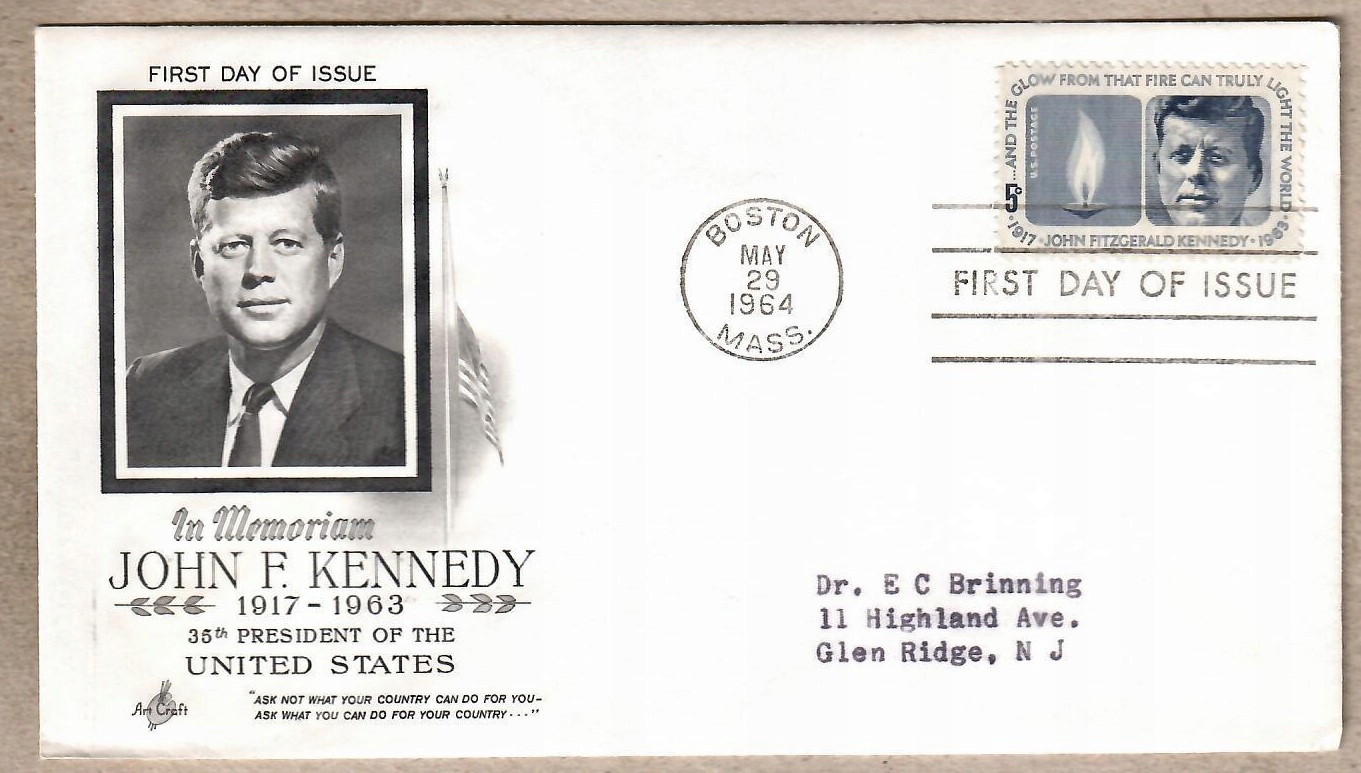 FIRST DAY OF ISSUE
In Memoriam
JOHN F. KENNEDY
1917 - 1963
35th PRESIDENT OF THE
UNITED STATES
Art Craft
"ASK NOT WHAT YOUR COUNTRY CAN DO FOR YOU-
ASK WHAT YOU CAN DO FOR YOUR COUNTRY..."
BOSTON
MAY
29
1964
MASS.
...AND THE GLOW FROM THAT FIRE CAN TRULY LIGHT THE WORLD
U.S. POSTAGE
5c
1917 · JOHN FITZGERALD KENNEDY · 1963
FIRST DAY OF ISSUE
Dr. E C Brinning
11 Highland Ave.
Glen Ridge, N J